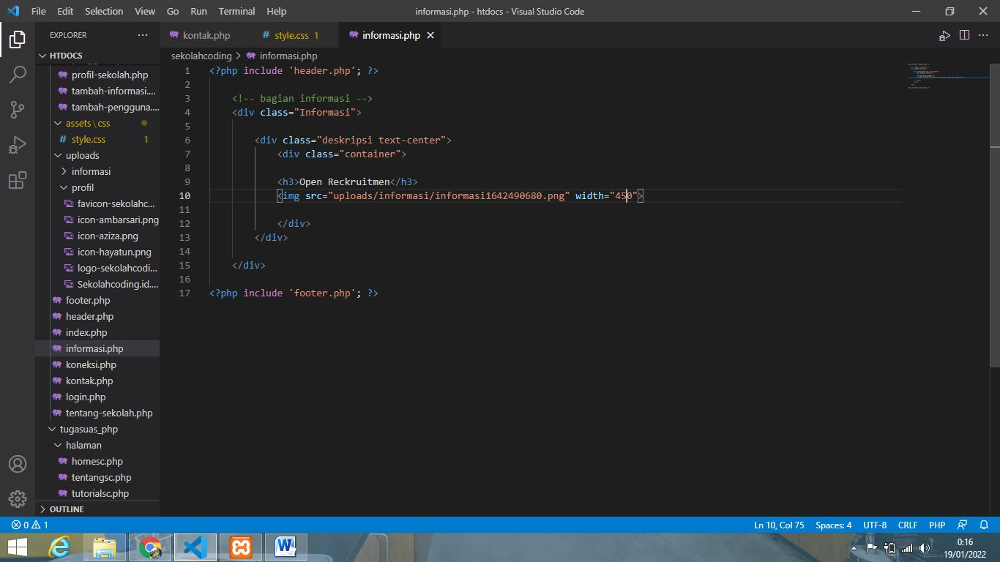 File Edit Selection View Go Run Terminal Help informasi.php - htdocs - Visual Studio Code
EXPLORER ··· kontak.php # style.css 1 informasi.php
HTDOCS
sekolahcoding > informasi.php
profil-sekolah.php
tambah-informasi....
tambah-pengguna....
assets\css
# style.css 1
uploads
informasi
profil
favicon-sekolahc...
icon-ambarsari.png
icon-aziza.png
icon-hayatun.png
logo-sekolahcodi...
Sekolahcoding.id....
footer.php
header.php
index.php
informasi.php
koneksi.php
kontak.php
login.php
tentang-sekolah.php
tugasuas_php
halaman
homesc.php
tentangsc.php
tutorialsc.php
OUTLINE
1 <?php include 'header.php'; ?>
2
3 <!-- bagian informasi -->
4 <div class="Informasi">
5
6 <div class="deskripsi text-center">
7 <div class="container">
8
9 <h3>Open Reckruitmen</h3>
10 <img src="uploads/informasi/informasi1642490680.png" width="450">
11
12 </div>
13 </div>
14
15 </div>
16
17 <?php include 'footer.php'; ?>
0 1 Ln 10, Col 75 Spaces: 4 UTF-8 CRLF PHP
0:16
19/01/2022